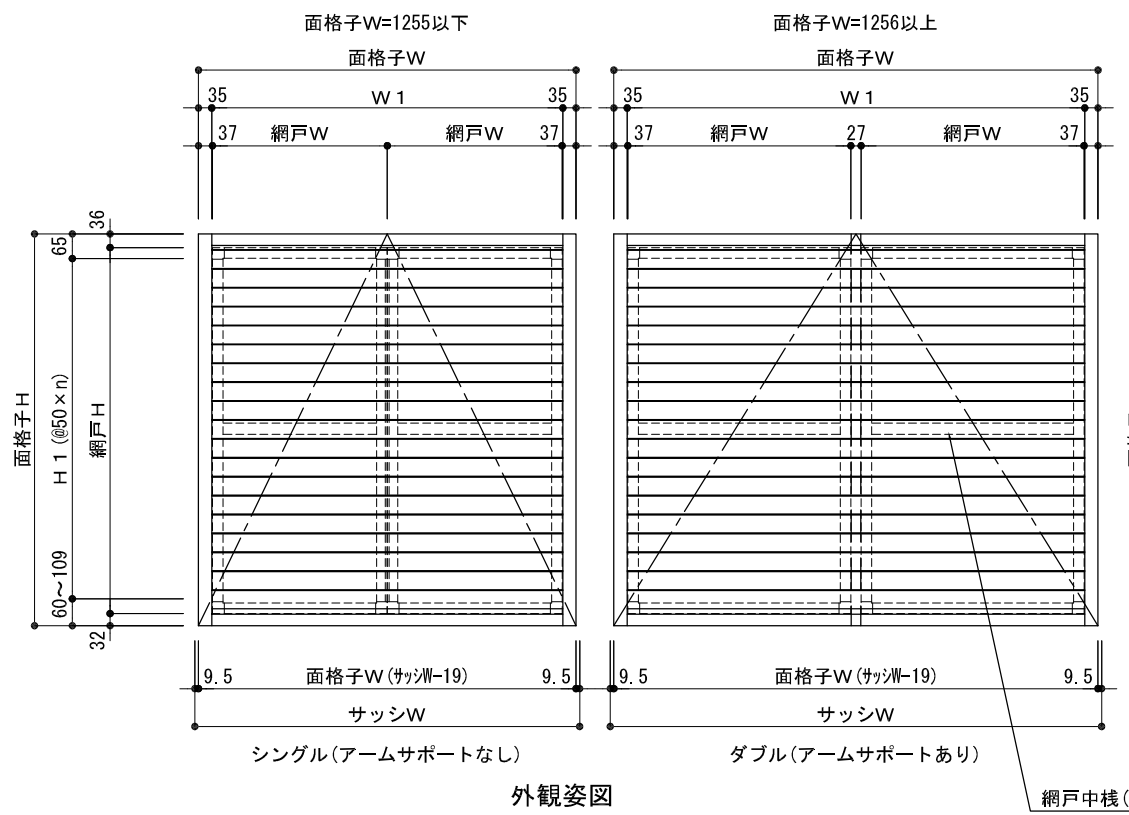 面格子W=1255以下
面格子W=1256以上
面格子W
面格子W
35
W1
35
35
W1
35
37
網戸W
網戸W
37
37
網戸W
27
網戸W
37
36
65
面格子H
H1(@50×n)
網戸H
60〜109
32
9.5
面格子W(サッシW-19)
9.5
9.5
面格子W(サッシW-19)
9.5
サッシW
サッシW
シングル(アームサポートなし)
ダブル(アームサポートあり)
外観姿図
網戸中桟(